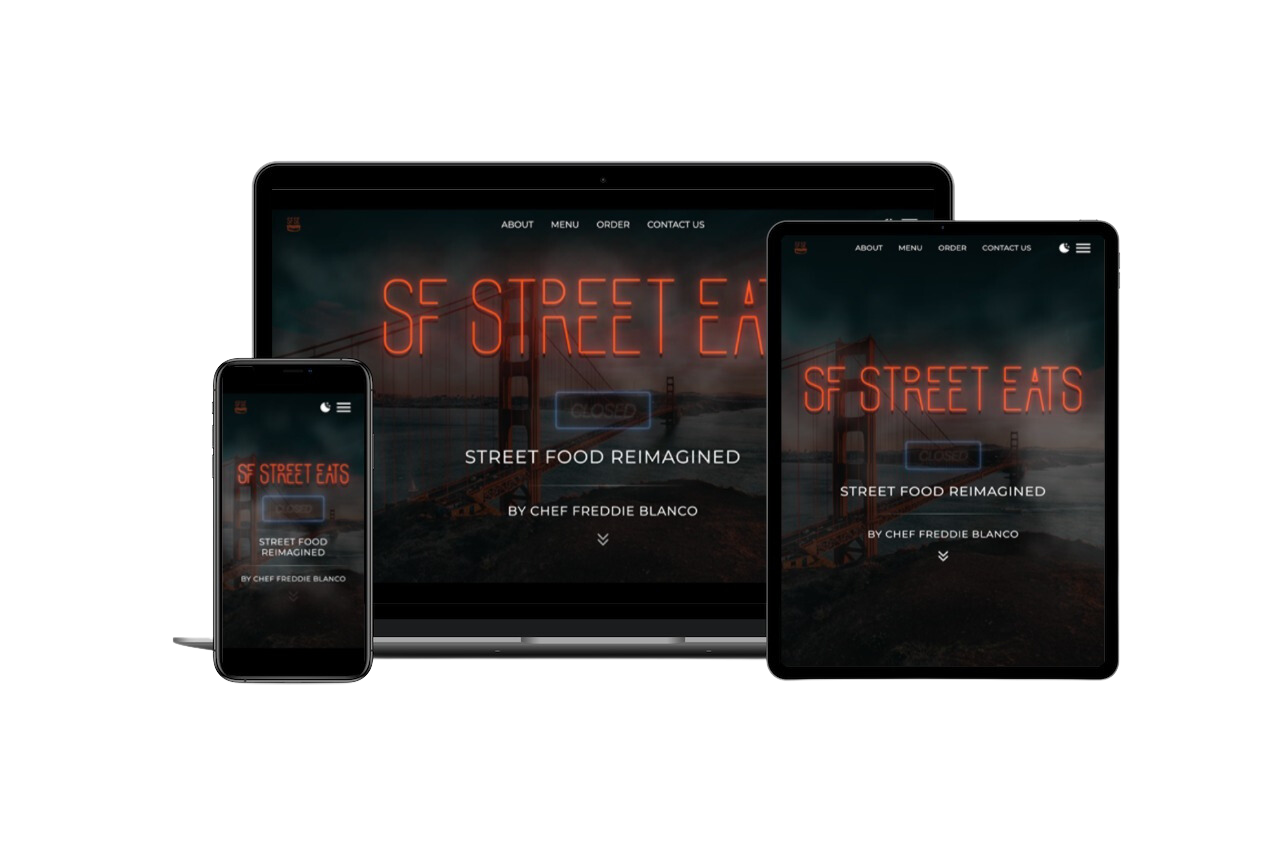 ABOUT MENU ORDER CONTACT US
SF STREET EAT
CLOSED
STREET FOOD REIMAGINED
BY CHEF FREDDIE BLANCO
SF STREET EATS
CLOSED
STREET FOOD
REIMAGINED
BY CHEF FREDDIE BLANCO
ABOUT MENU ORDER CONTACT US
SF STREET EATS
CLOSED
STREET FOOD REIMAGINED
BY CHEF FREDDIE BLANCO